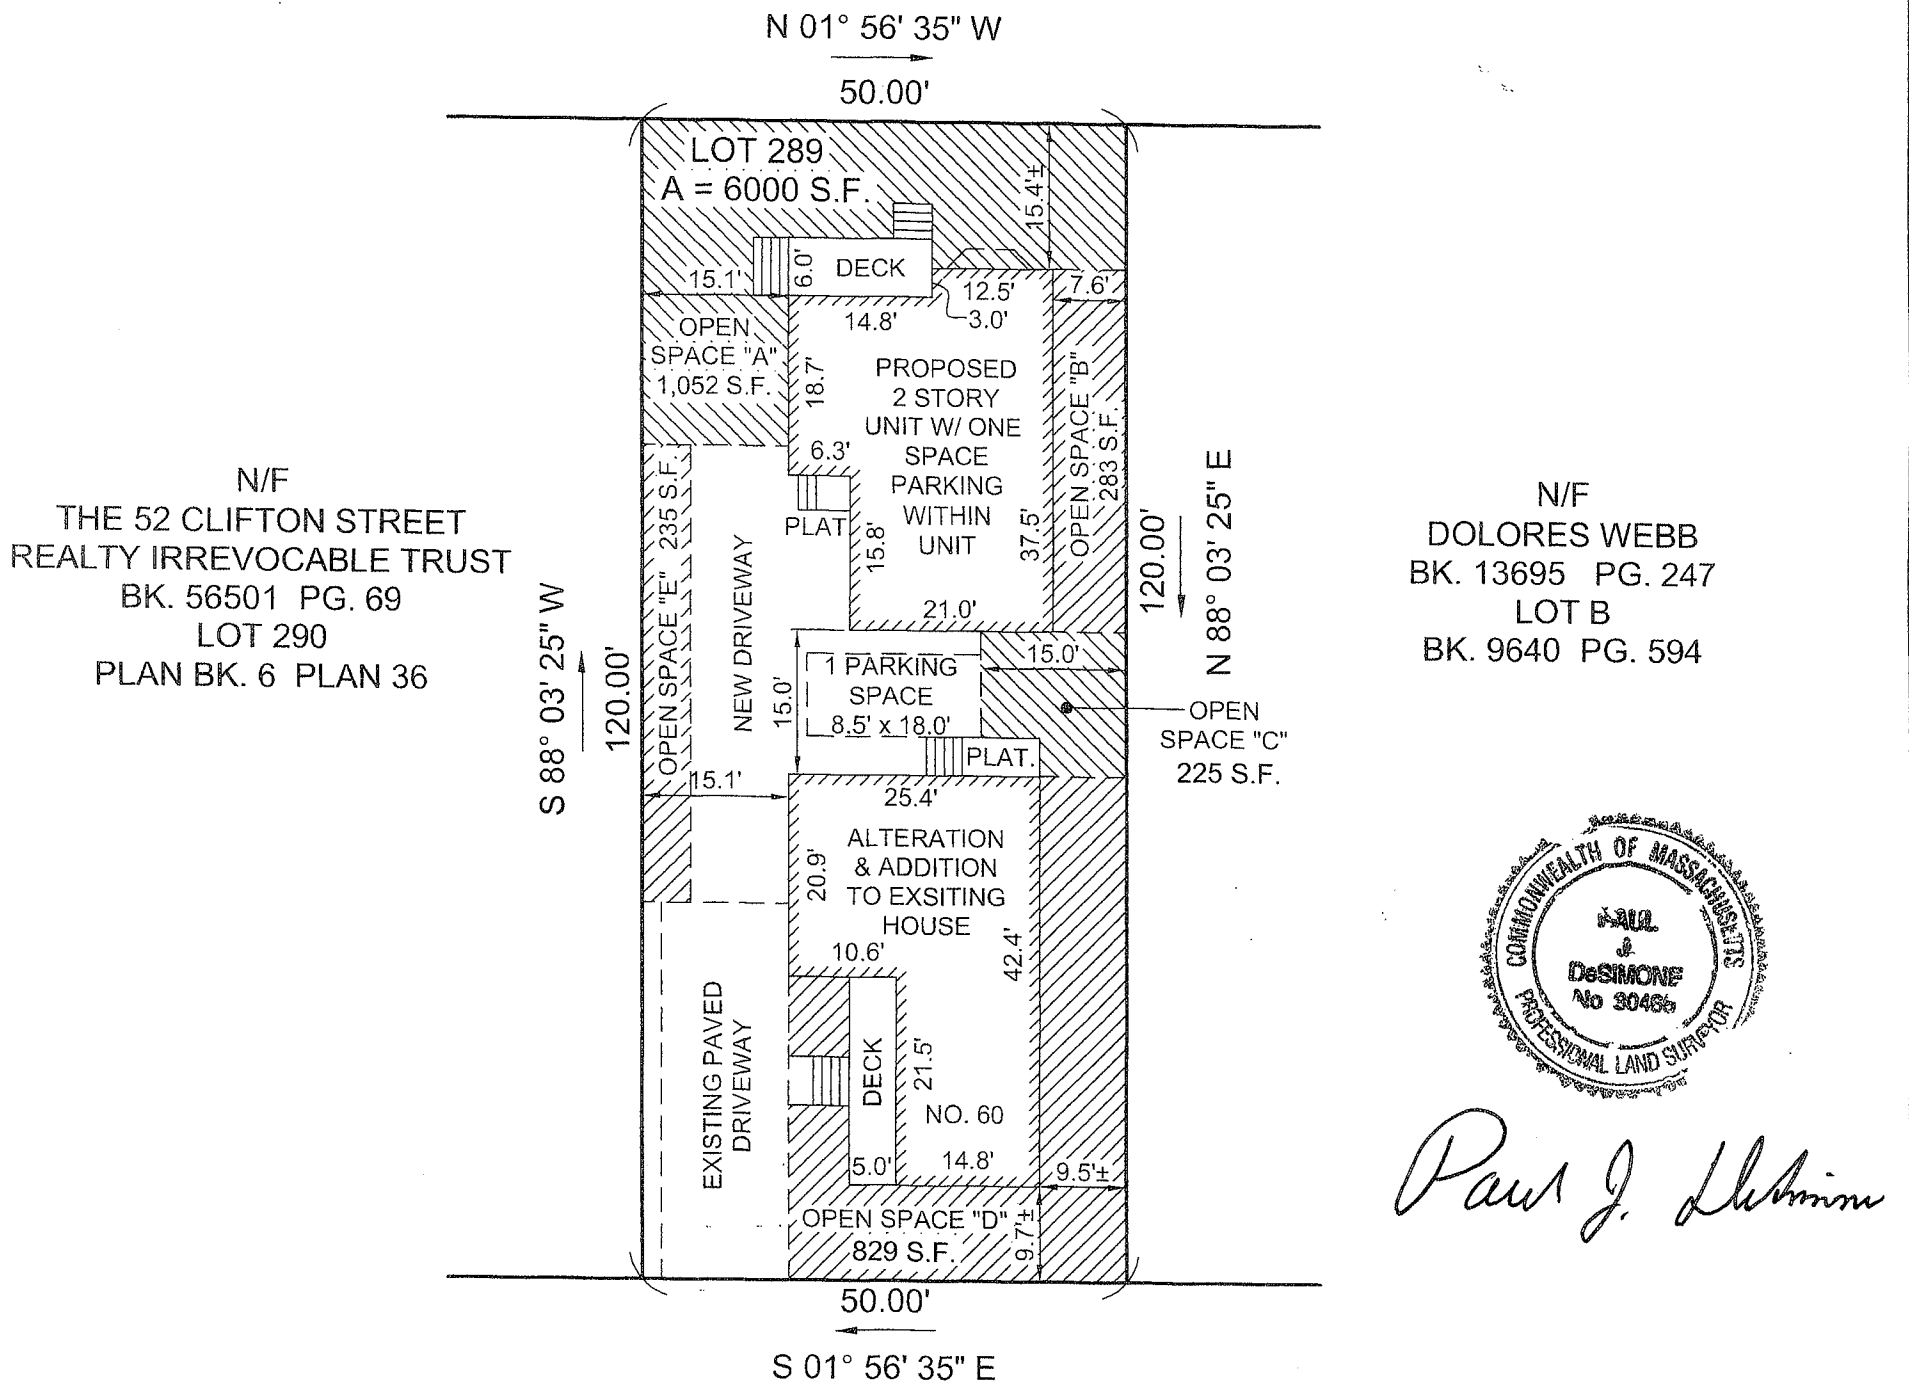 N 01° 56' 35" W
50.00'
LOT 289
A = 6000 S.F.
15.4'±
6.0'
DECK
15.1'
12.5'
7.6'
14.8'
3.0'
OPEN
SPACE "A"
1,052 S.F.
18.7'
PROPOSED
2 STORY
UNIT W/ ONE
SPACE
PARKING
WITHIN
UNIT
OPEN SPACE "B"
283 S.F.
6.3'
PLAT
15.8'
37.5'
21.0'
N/F
THE 52 CLIFTON STREET
REALTY IRREVOCABLE TRUST
BK. 56501 PG. 69
LOT 290
PLAN BK. 6 PLAN 36
S 88° 03' 25" W
120.00'
OPEN SPACE "E" 235 S.F.
NEW DRIVEWAY
15.0'
1 PARKING
SPACE
8.5' x 18.0'
15.0'
120.00'
N 88° 03' 25" E
N/F
DOLORES WEBB
BK. 13695 PG. 247
LOT B
BK. 9640 PG. 594
OPEN
SPACE "C"
225 S.F.
PLAT.
15.1'
25.4'
ALTERATION
& ADDITION
TO EXSITING
HOUSE
20.9'
10.6'
42.4'
EXISTING PAVED
DRIVEWAY
DECK
21.5'
NO. 60
5.0'
14.8'
9.5'±
OPEN SPACE "D"
829 S.F.
9.7'±
50.00'
S 01° 56' 35" E
COMMONWEALTH OF MASSACHUSETTS
PAUL
J.
DeSIMONE
No 30466
PROFESSIONAL LAND SURVEYOR
Paul J. DeSimone